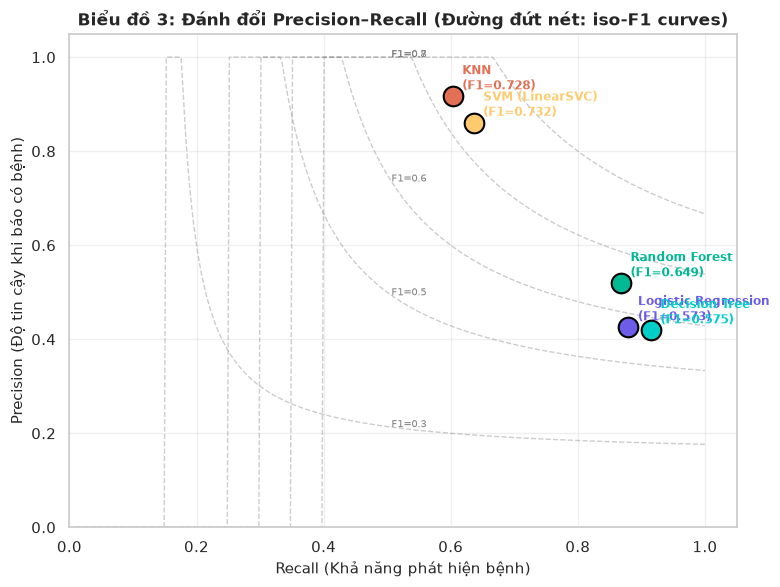 Biểu đồ 3: Đánh đổi Precision–Recall (Đường đứt nét: iso-F1 curves)
Precision (Độ tin cậy khi báo có bệnh)
1.0
0.8
0.6
0.4
0.2
0.0
KNN
(F1=0.728)
SVM (LinearSVC)
(F1=0.732)
F1=0.6
Random Forest
(F1=0.649)
F1=0.5
Logistic Regression
(F1=0.573)
Decision Tree
(F1=0.575)
F1=0.3
0.0
0.2
0.4
0.6
0.8
1.0
Recall (Khả năng phát hiện bệnh)